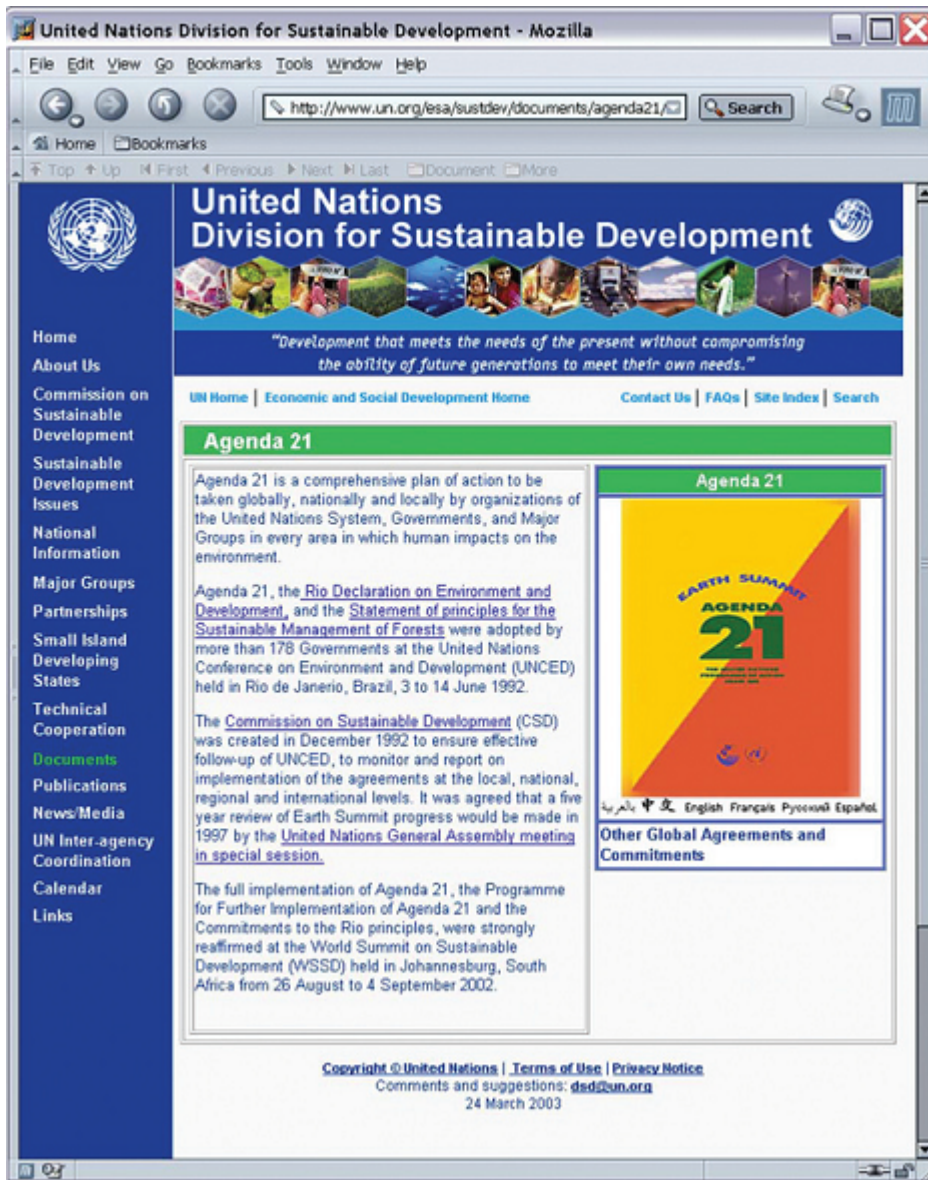 United Nations Division for Sustainable Development - Mozilla
File Edit View Go Bookmarks Tools Window Help
http://www.un.org/esa/sustdev/documents/agenda21/
Search
Home Bookmarks
Top Up First Previous Next Last Document More
United Nations
Division for Sustainable Development
"Development that meets the needs of the present without compromising
the ability of future generations to meet their own needs."
Home
About Us
Commission on
Sustainable
Development
Sustainable
Development
Issues
National
Information
Major Groups
Partnerships
Small Island
Developing
States
Technical
Cooperation
Documents
Publications
News/Media
UN Inter-agency
Coordination
Calendar
Links
UN Home | Economic and Social Development Home
Contact Us | FAQs | Site Index | Search
Agenda 21
Agenda 21 is a comprehensive plan of action to be
taken globally, nationally and locally by organizations of
the United Nations System, Governments, and Major
Groups in every area in which human impacts on the
environment.
Agenda 21, the Rio Declaration on Environment and
Development, and the Statement of principles for the
Sustainable Management of Forests were adopted by
more than 178 Governments at the United Nations
Conference on Environment and Development (UNCED)
held in Rio de Janerio, Brazil, 3 to 14 June 1992.
The Commission on Sustainable Development (CSD)
was created in December 1992 to ensure effective
follow-up of UNCED, to monitor and report on
implementation of the agreements at the local, national,
regional and international levels. It was agreed that a five
year review of Earth Summit progress would be made in
1997 by the United Nations General Assembly meeting
in special session.
The full implementation of Agenda 21, the Programme
for Further Implementation of Agenda 21 and the
Commitments to the Rio principles, were strongly
reaffirmed at the World Summit on Sustainable
Development (WSSD) held in Johannesburg, South
Africa from 26 August to 4 September 2002.
Agenda 21
EARTH SUMMIT
AGENDA
21
بالعربية 中文 English Français Русский Español
Other Global Agreements and
Commitments
Copyright © United Nations | Terms of Use | Privacy Notice
Comments and suggestions: dsd@un.org
24 March 2003